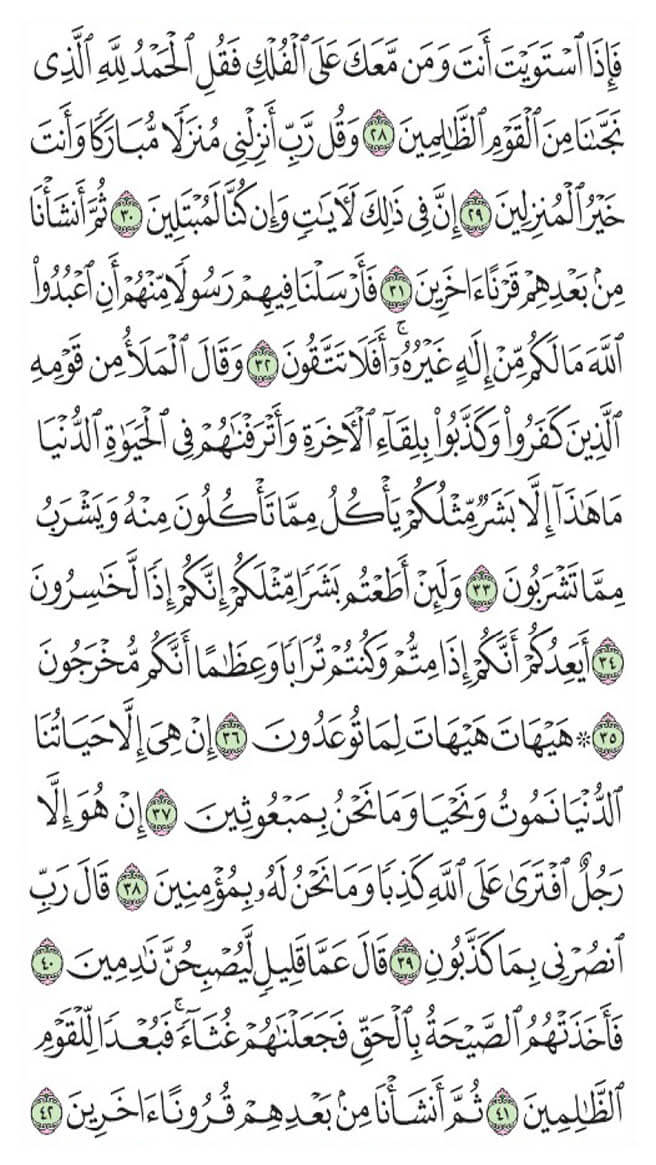 فَإِذَا ٱسۡتَوَيۡتَ أَنتَ وَمَن مَّعَكَ عَلَى ٱلۡفُلۡكِ فَقُلِ ٱلۡحَمۡدُ لِلَّهِ ٱلَّذِي
نَجَّىٰنَا مِنَ ٱلۡقَوۡمِ ٱلظَّٰلِمِينَ ٢٨ وَقُل رَّبِّ أَنزِلۡنِي مُنزَلٗا مُّبَارَكٗا وَأَنتَ
خَيۡرُ ٱلۡمُنزِلِينَ ٢٩ إِنَّ فِي ذَٰلِكَ لَأٓيَٰتٖ وَإِن كُنَّا لَمُبۡتَلِينَ ٣٠ ثُمَّ أَنشَأۡنَا
مِنۢ بَعۡدِهِمۡ قَرۡنًا ءَاخَرِينَ ٣١ فَأَرۡسَلۡنَا فِيهِمۡ رَسُولٗا مِّنۡهُمۡ أَنِ ٱعۡبُدُواْ
ٱللَّهَ مَا لَكُم مِّنۡ إِلَٰهٍ غَيۡرُهُۥٓۚ أَفَلَا تَتَّقُونَ ٣٢ وَقَالَ ٱلۡمَلَأُ مِن قَوۡمِهِ
ٱلَّذِينَ كَفَرُواْ وَكَذَّبُواْ بِلِقَآءِ ٱلۡأٓخِرَةِ وَأَتۡرَفۡنَٰهُمۡ فِي ٱلۡحَيَوٰةِ ٱلدُّنۡيَا
مَا هَٰذَآ إِلَّا بَشَرٞ مِّثۡلُكُمۡ يَأۡكُلُ مِمَّا تَأۡكُلُونَ مِنۡهُ وَيَشۡرَبُ
مِمَّا تَشۡرَبُونَ ٣٣ وَلَئِنۡ أَطَعۡتُم بَشَرٗا مِّثۡلَكُمۡ إِنَّكُمۡ إِذٗا لَّخَٰسِرُونَ
٣٤ أَيَعِدُكُمۡ أَنَّكُمۡ إِذَا مِتُّمۡ وَكُنتُمۡ تُرَابٗا وَعِظَٰمًا أَنَّكُم مُّخۡرَجُونَ
٣٥ ۞ هَيۡهَاتَ هَيۡهَاتَ لِمَا تُوعَدُونَ ٣٦ إِنۡ هِيَ إِلَّا حَيَاتُنَا
ٱلدُّنۡيَا نَمُوتُ وَنَحۡيَا وَمَا نَحۡنُ بِمَبۡعُوثِينَ ٣٧ إِنۡ هُوَ إِلَّا
رَجُلٌ ٱفۡتَرَىٰ عَلَى ٱللَّهِ كَذِبٗا وَمَا نَحۡنُ لَهُۥ بِمُؤۡمِنِينَ ٣٨ قَالَ رَبِّ
ٱنصُرۡنِي بِمَا كَذَّبُونِ ٣٩ قَالَ عَمَّا قَلِيلٖ لَّيُصۡبِحُنَّ نَٰدِمِينَ ٤٠
فَأَخَذَتۡهُمُ ٱلصَّيۡحَةُ بِٱلۡحَقِّ فَجَعَلۡنَٰهُمۡ غُثَآءٗۚ فَبُعۡدٗا لِّلۡقَوۡمِ
ٱلظَّٰلِمِينَ ٤١ ثُمَّ أَنشَأۡنَا مِنۢ بَعۡدِهِمۡ قُرُونًا ءَاخَرِينَ ٤٢